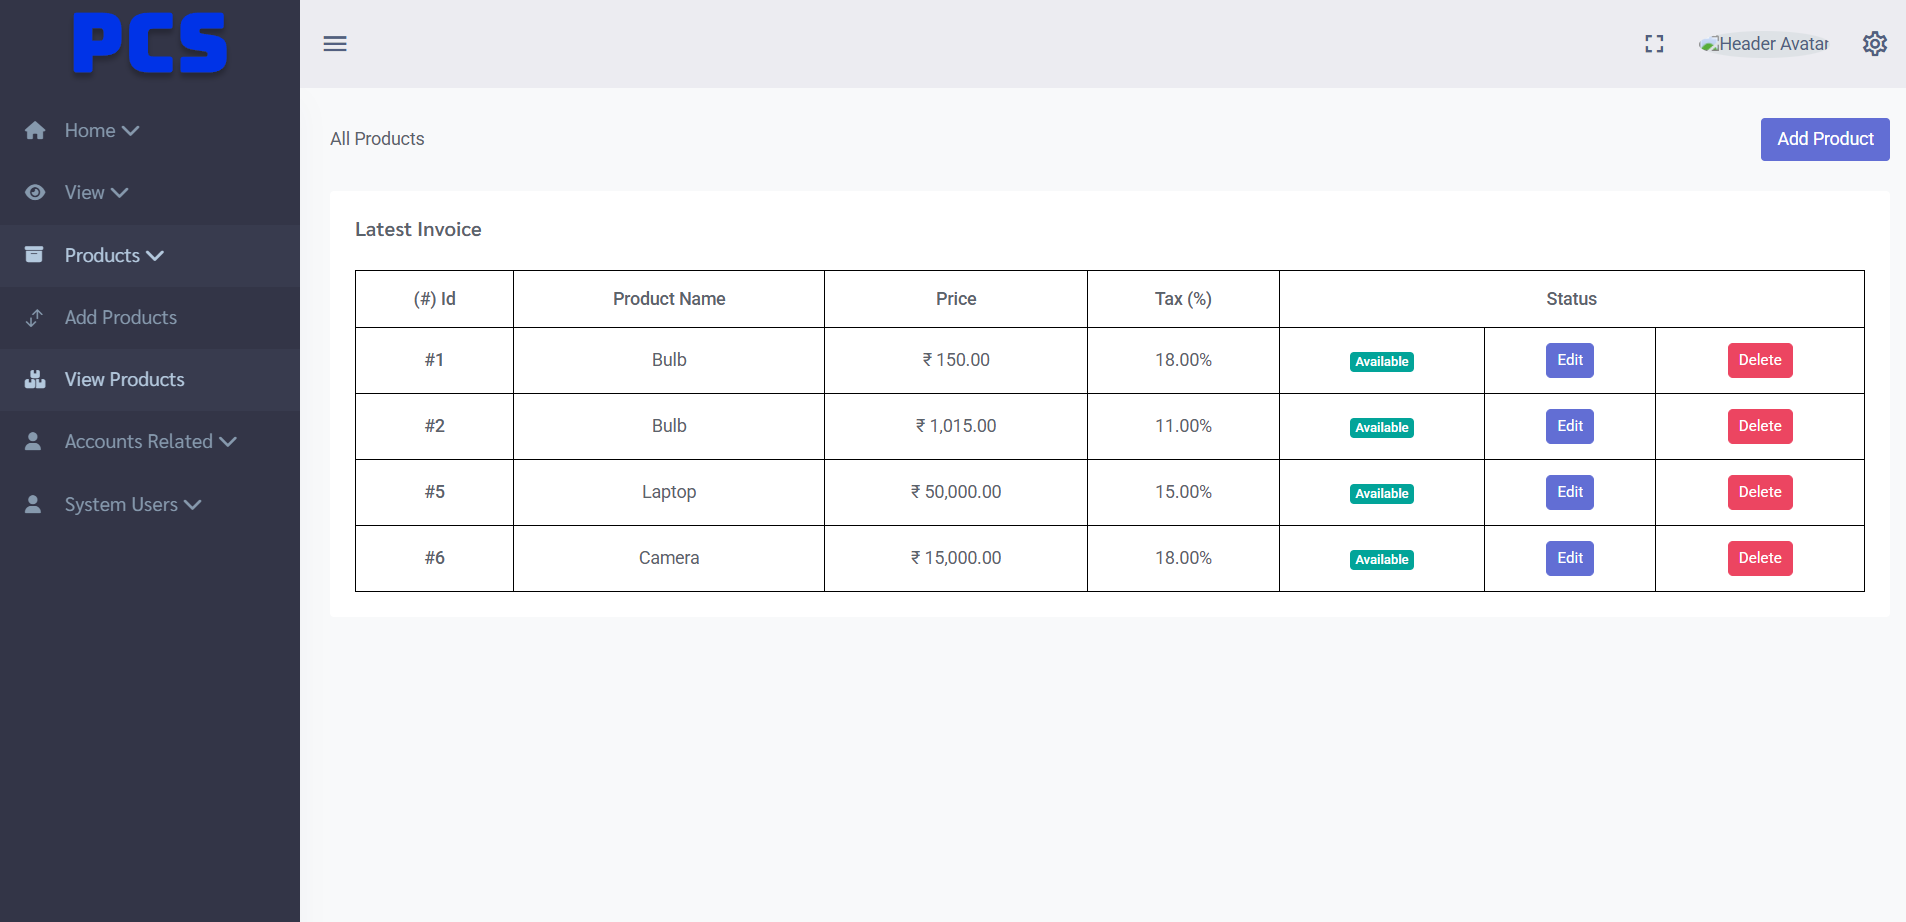 PCS
Header Avatar
Home
View
Products
Add Products
View Products
Accounts Related
System Users
All Products
Add Product
Latest Invoice
(#) Id Product Name Price Tax (%) Status
#1 Bulb ₹ 150.00 18.00% Available Edit Delete
#2 Bulb ₹ 1,015.00 11.00% Available Edit Delete
#5 Laptop ₹ 50,000.00 15.00% Available Edit Delete
#6 Camera ₹ 15,000.00 18.00% Available Edit Delete